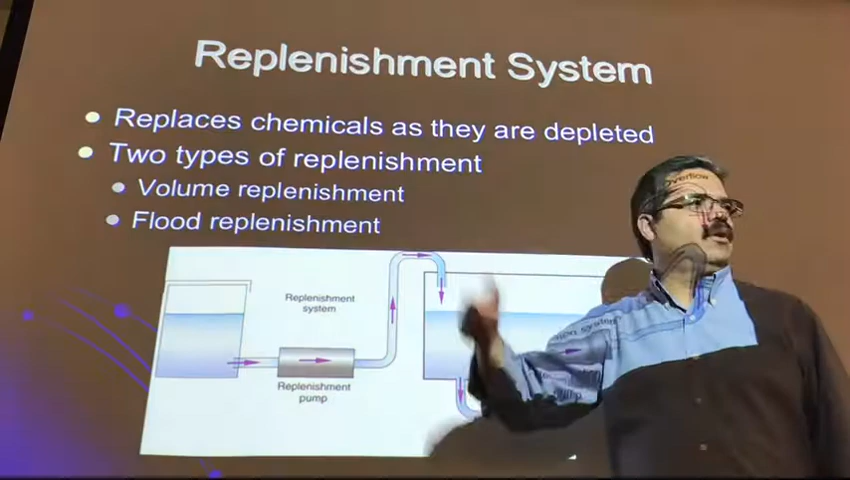 Replenishment System
Replaces chemicals as they are depleted
Two types of replenishment
Volume replenishment
Flood replenishment
Overflow
Replenishment
system
Replenishment
pump